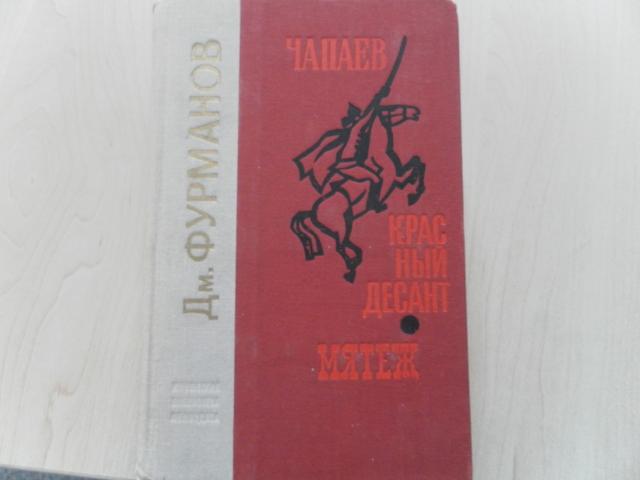 Дм. ФУРМАНОВ
ЧАПАЕВ
КРАС
НЫЙ
ДЕСАНТ
МЯТЕЖ